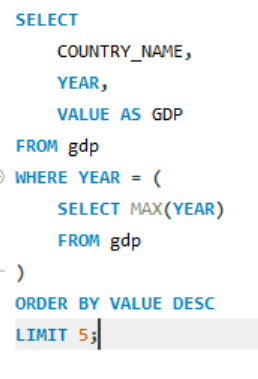 SELECT
    COUNTRY_NAME,
    YEAR,
    VALUE AS GDP
FROM gdp
WHERE YEAR = (
    SELECT MAX(YEAR)
    FROM gdp
)
ORDER BY VALUE DESC
LIMIT 5;